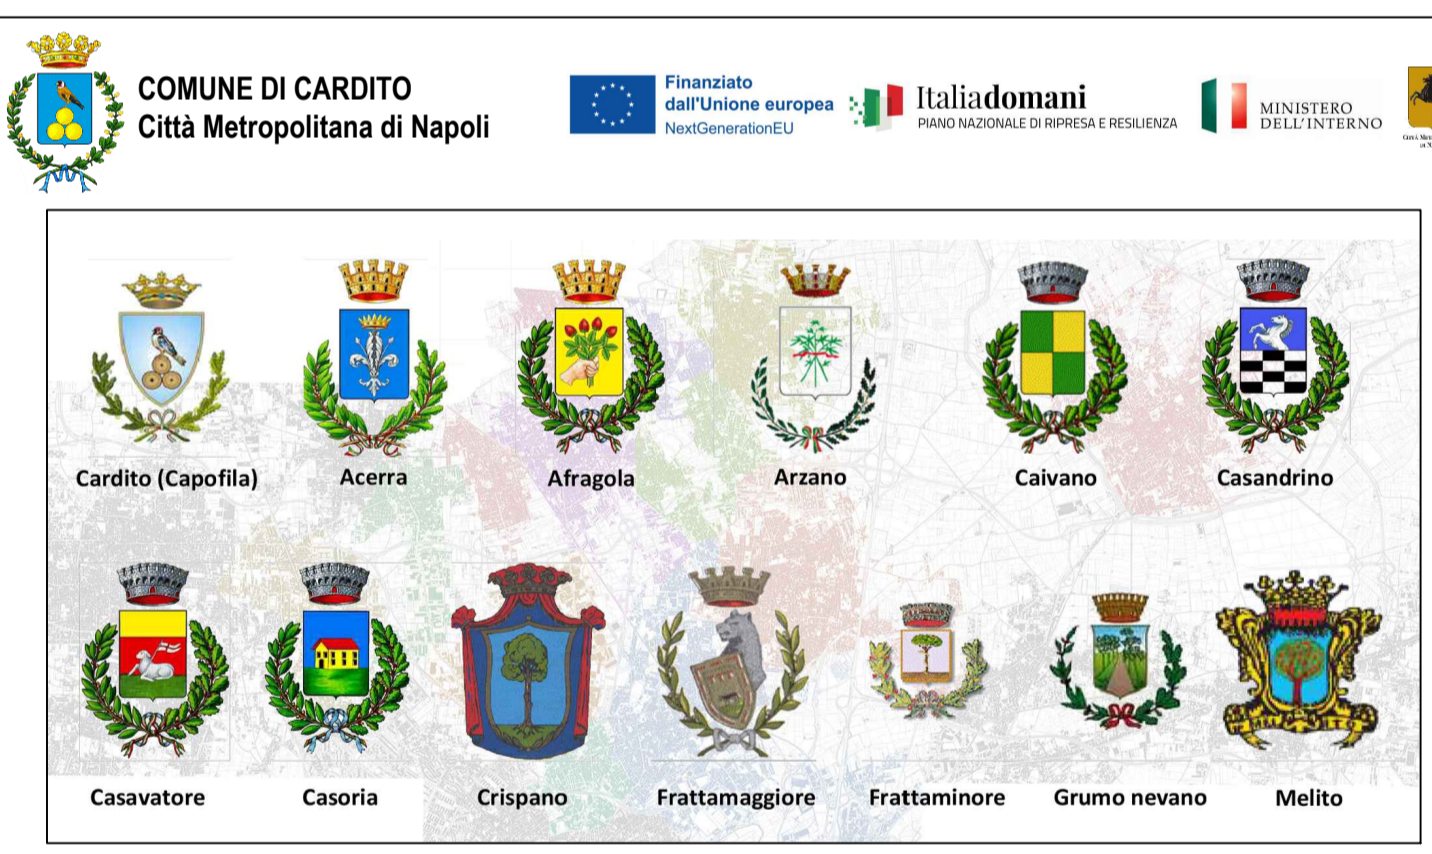 COMUNE DI CARDITO
Città Metropolitana di Napoli
Finanziato
dall'Unione europea
NextGenerationEU
Italiadomani
PIANO NAZIONALE DI RIPRESA E RESILIENZA
MINISTERO
DELL'INTERNO
Cardito (Capofila) Acerra Afragola Arzano Caivano Casandrino
Casavatore Casoria Crispano Frattamaggiore Frattaminore Grumo nevano Melito